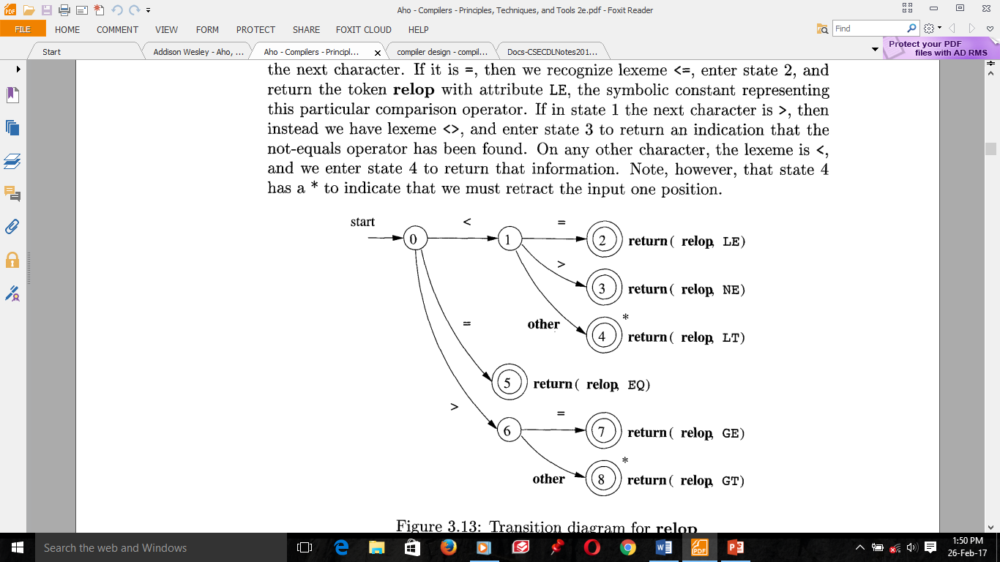 Aho - Compilers - Principles, Techniques, and Tools 2e.pdf - Foxit Reader
FILE HOME COMMENT VIEW FORM PROTECT SHARE FOXIT CLOUD HELP
Find
Start
Addison Wesley - Aho, ...
Aho - Compilers - Principl... x
compiler design - compil...
Docs-CSECDLNotes201...
Protect your PDF
files with AD RMS
the next character. If it is =, then we recognize lexeme <=, enter state 2, and
return the token relop with attribute LE, the symbolic constant representing
this particular comparison operator. If in state 1 the next character is >, then
instead we have lexeme <>, and enter state 3 to return an indication that the
not-equals operator has been found. On any other character, the lexeme is <,
and we enter state 4 to return that information. Note, however, that state 4
has a * to indicate that we must retract the input one position.
start
0 < 1 = 2 return ( relop, LE)
> 3 return ( relop, NE)
other 4 * return ( relop, LT)
= 5 return ( relop, EQ)
> 6 = 7 return ( relop, GE)
other 8 * return ( relop, GT)
Figure 3.13: Transition diagram for relop
Search the web and Windows
1:50 PM
26-Feb-17